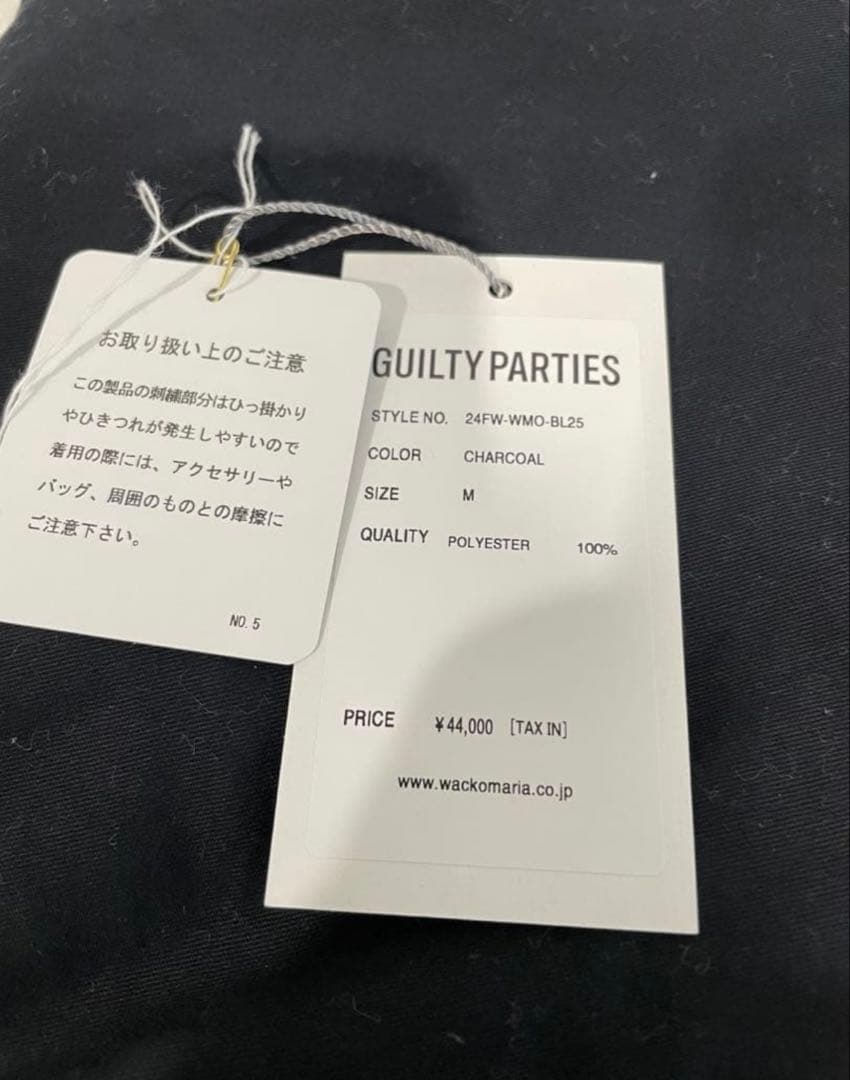 お取り扱い上のご注意
この製品の刺繍部分はひっ掛かり
やひきつれが発生しやすいので
着用の際には、アクセサリーや
バッグ、周囲のものとの摩擦に
ご注意下さい。
NO. 5
GUILTY PARTIES
STYLE NO. 24FW-WMO-BL25
COLOR CHARCOAL
SIZE M
QUALITY POLYESTER 100%
PRICE ¥44,000 [TAX IN]
www.wackomaria.co.jp